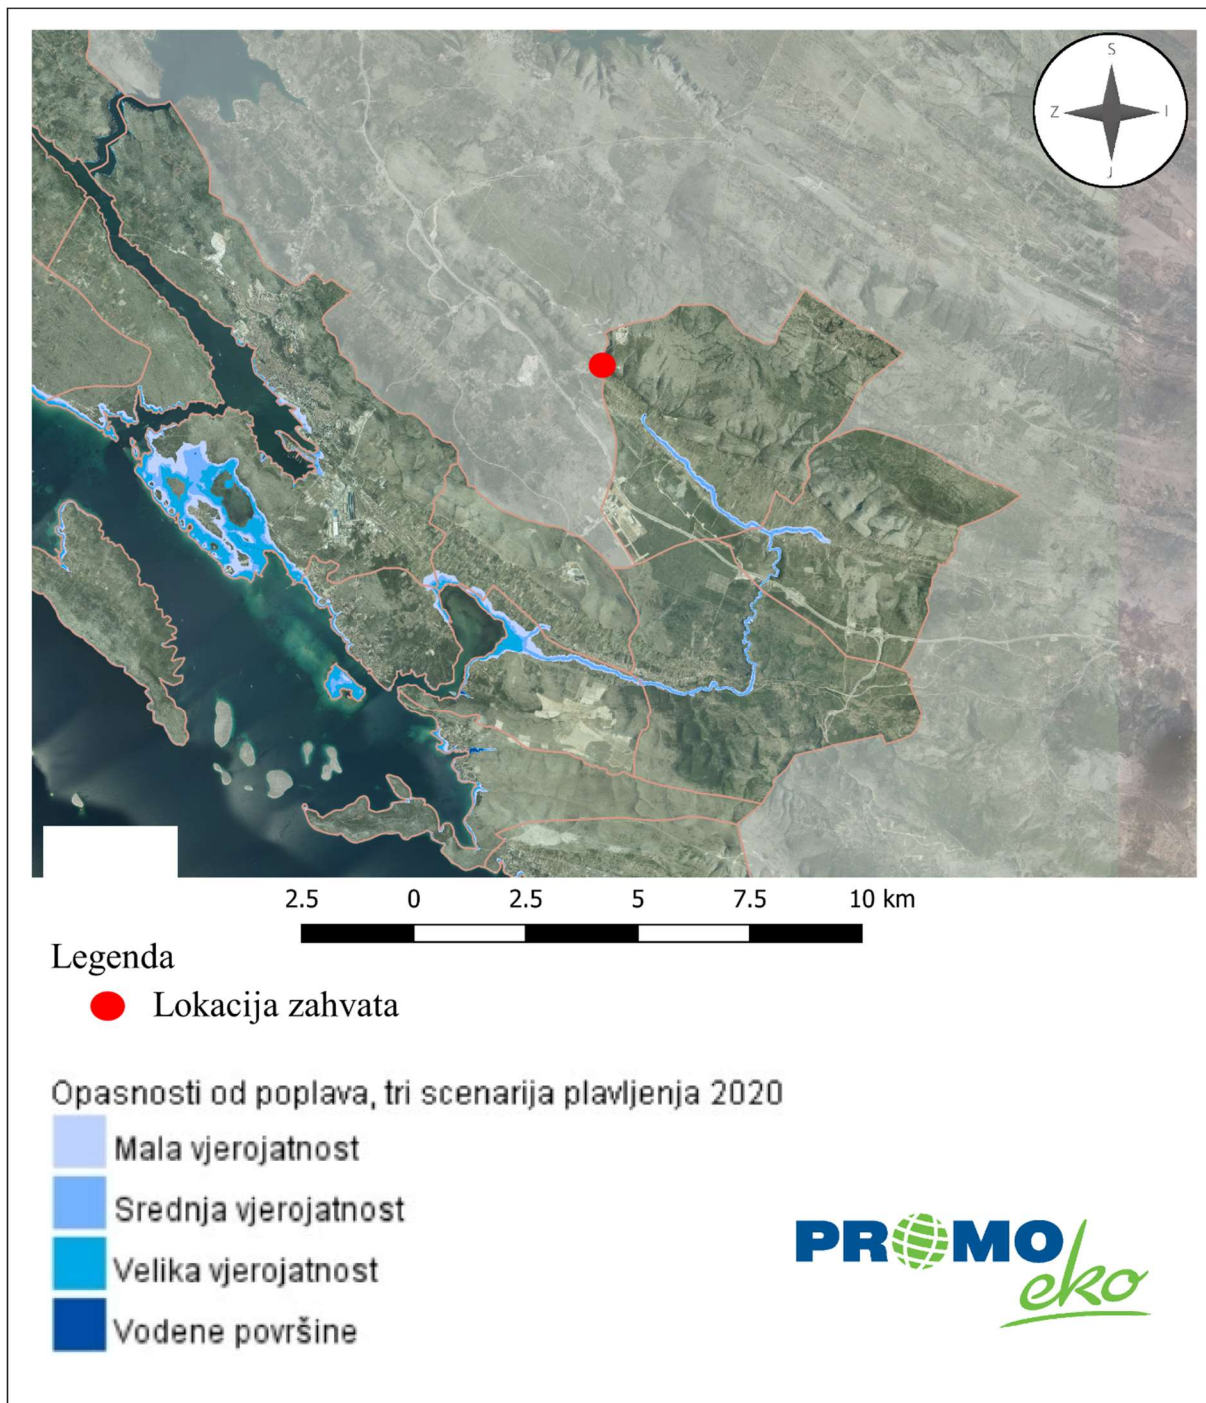 S
Z I
J
2.5 0 2.5 5 7.5 10 km
Legenda
Lokacija zahvata
Opasnosti od poplava, tri scenarija plavljenja 2020
Mala vjerojatnost
Srednja vjerojatnost
Velika vjerojatnost
Vodene površine
PROMO
eko